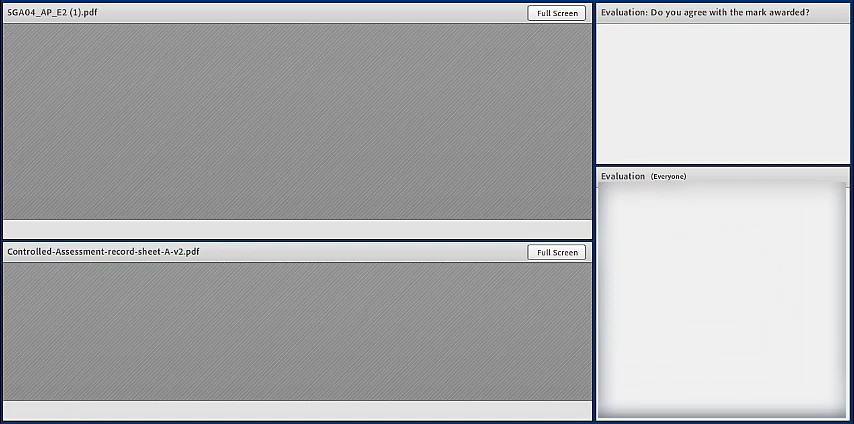 SGA04_AP_E2 (1).pdf
Full Screen
Evaluation: Do you agree with the mark awarded?
Evaluation (Everyone)
Controlled-Assessment-record-sheet-A-v2.pdf
Full Screen